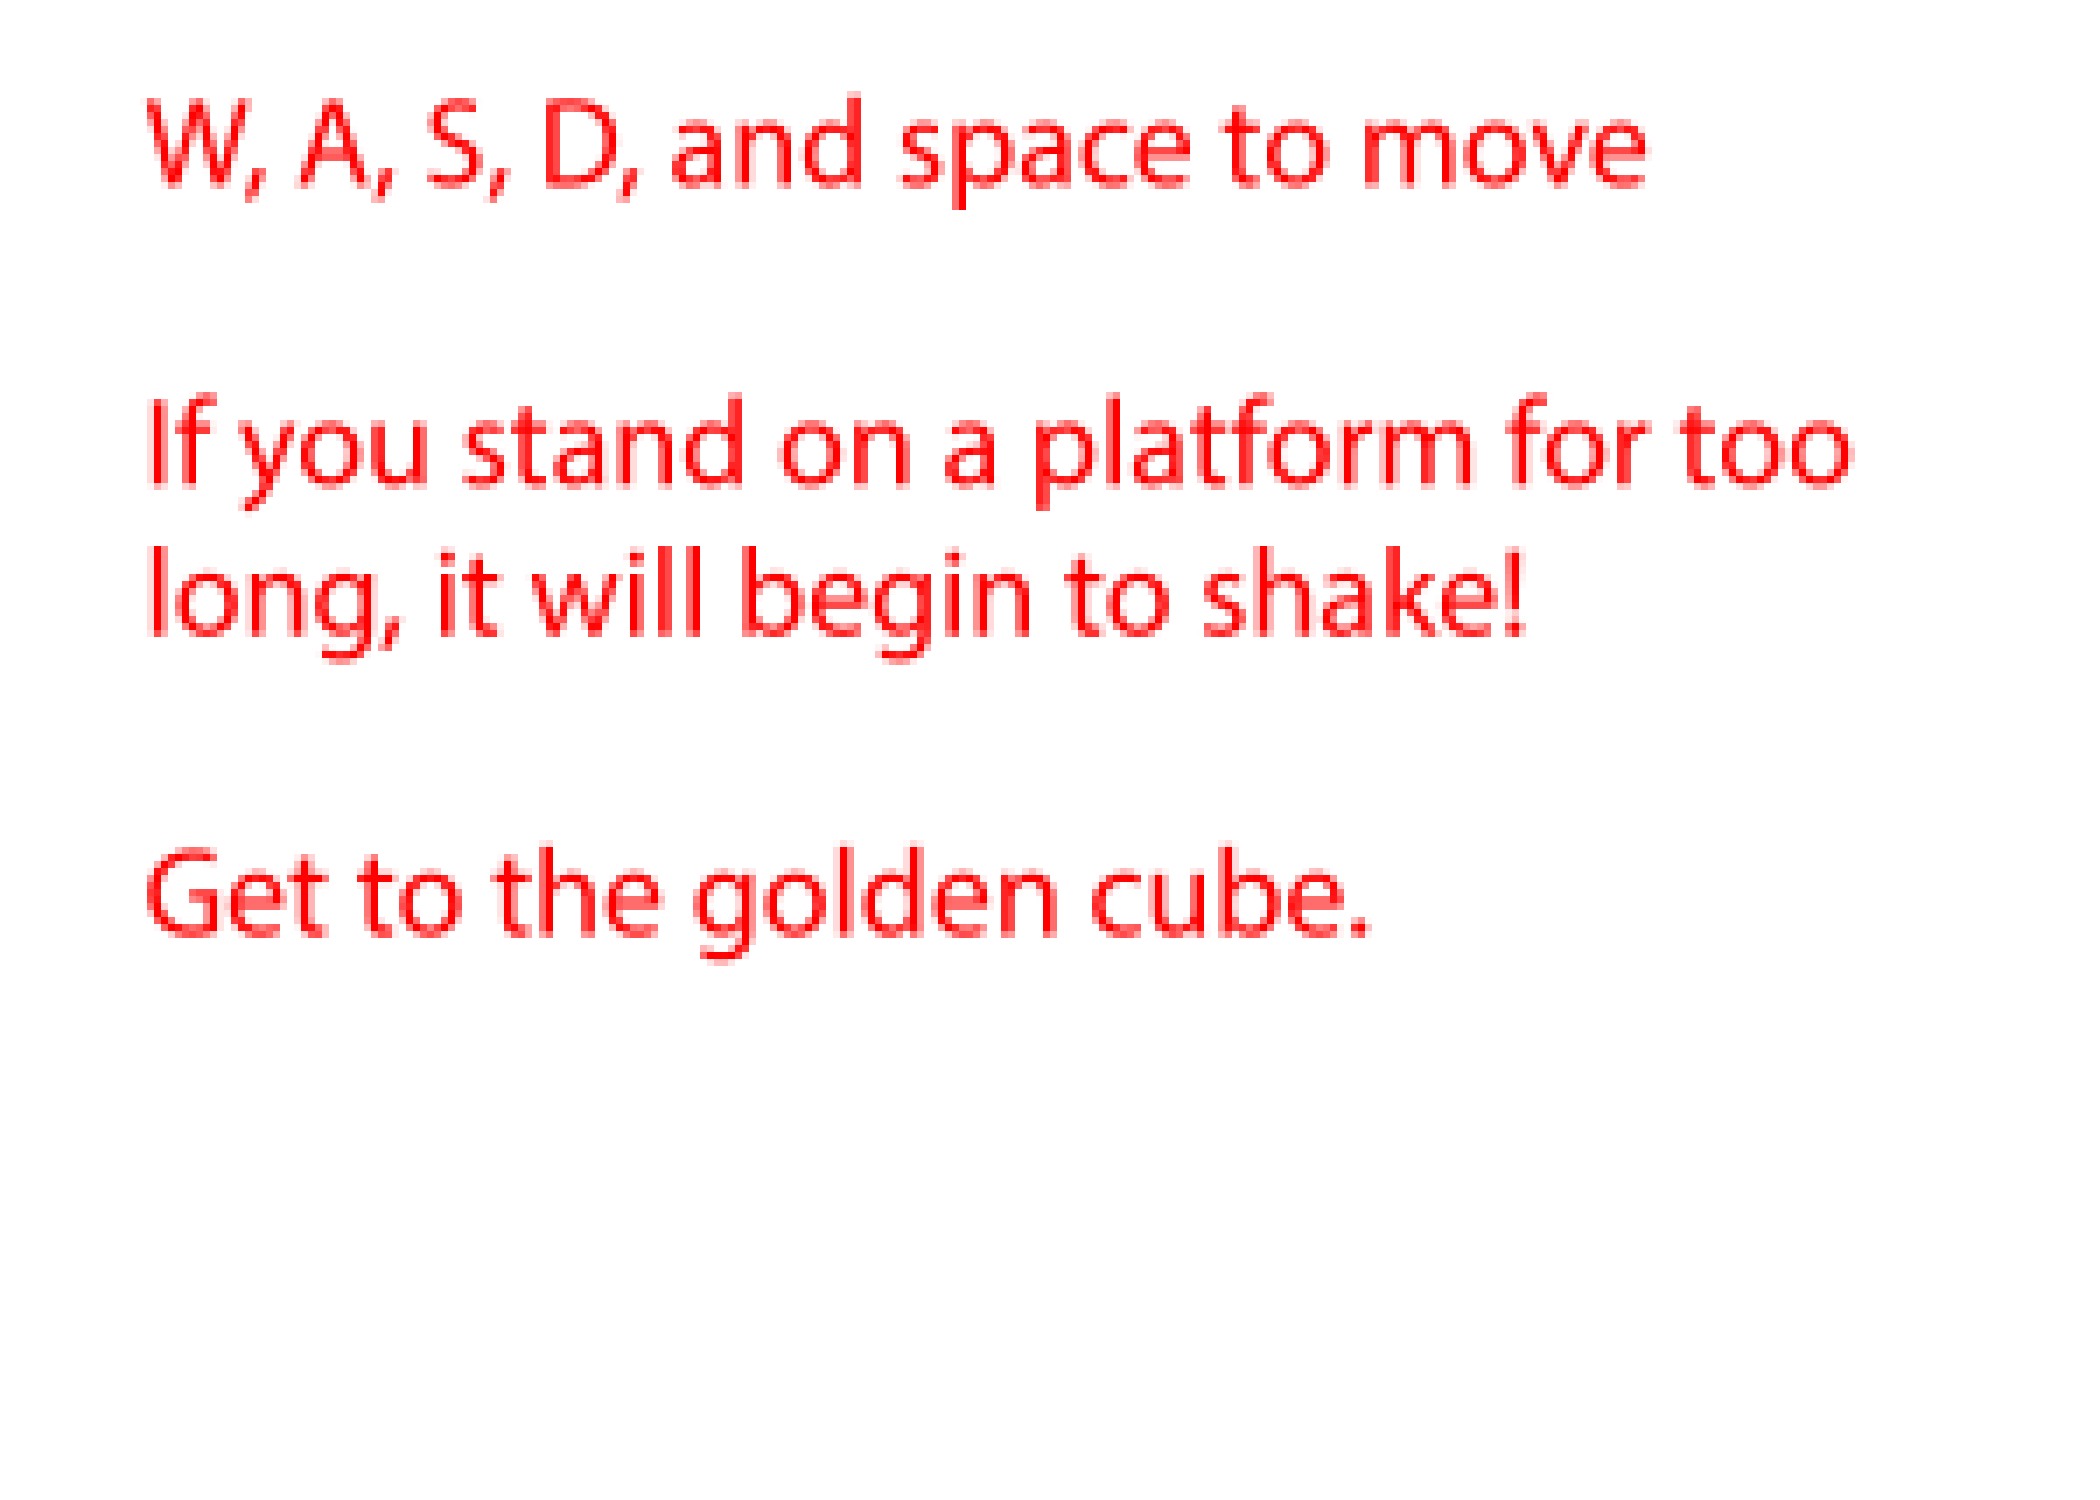 W, A, S, D, and space to move
If you stand on a platform for too
long, it will begin to shake!
Get to the golden cube.